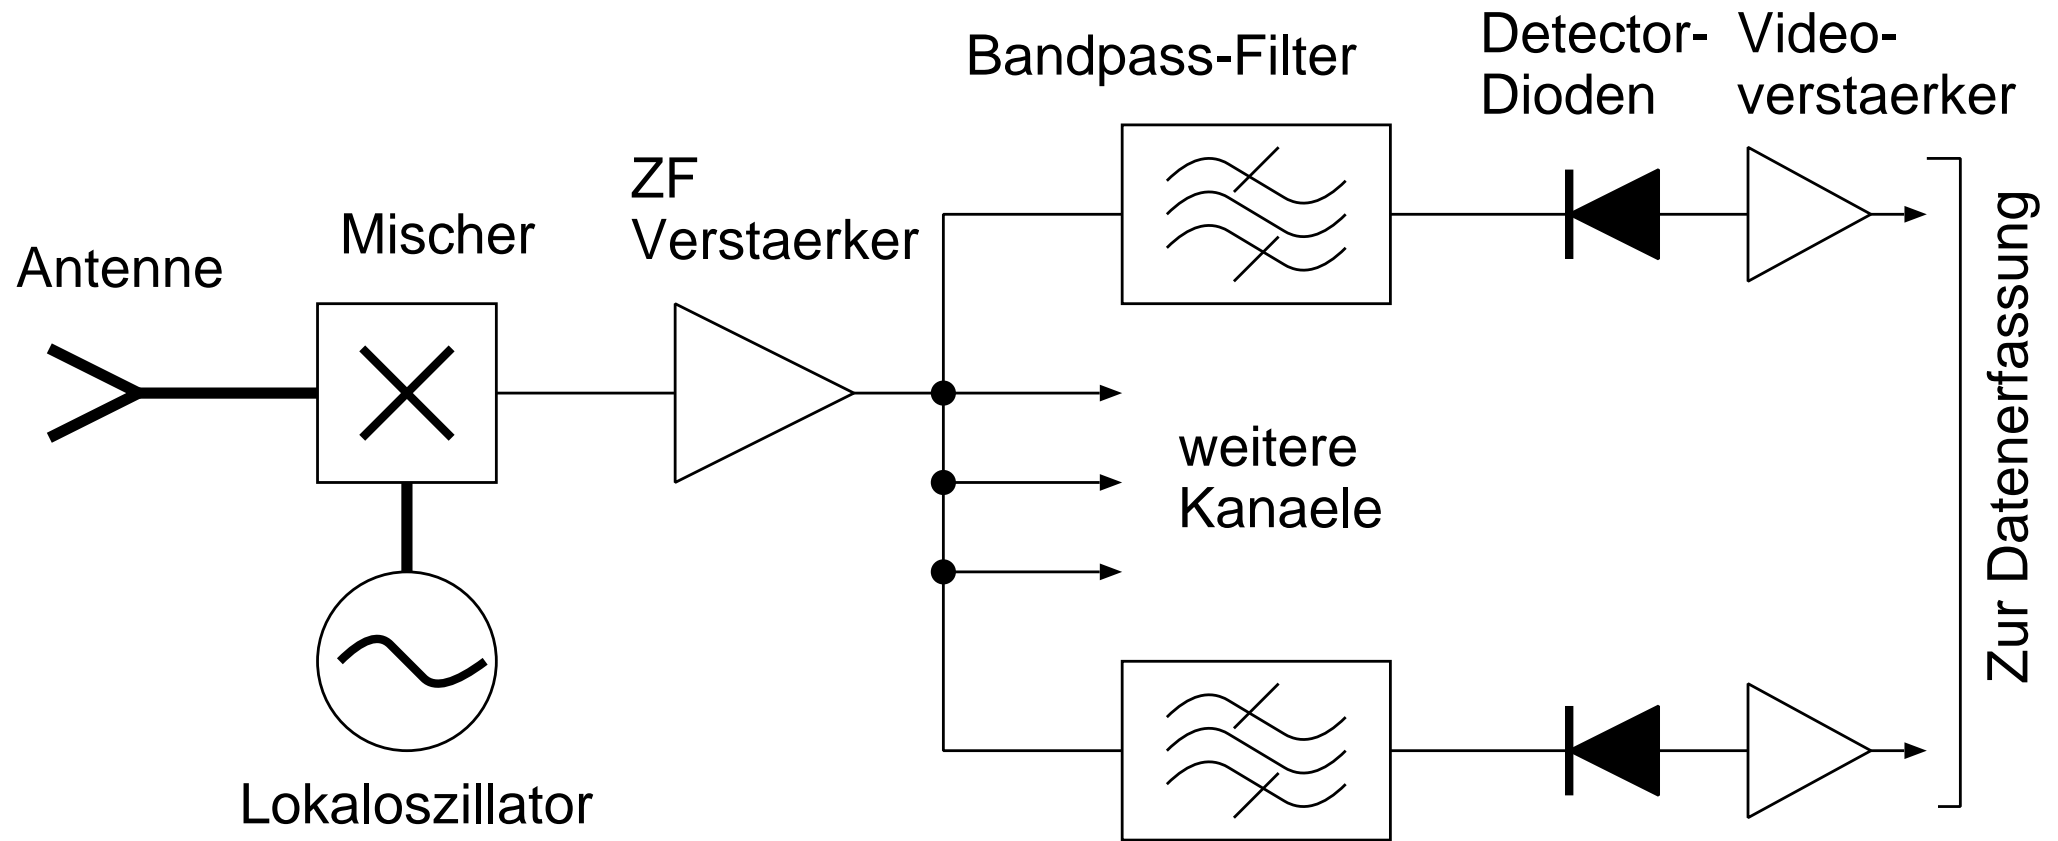 Bandpass-Filter
Detector-
Dioden
Video-
verstaerker
ZF
Verstaerker
Mischer
Antenne
weitere
Kanaele
Lokaloszillator
Zur Datenerfassung